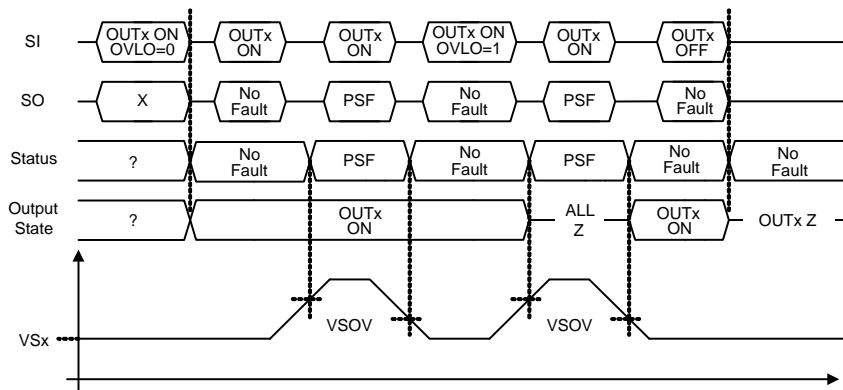 SI
OUTx ON
OVLO=0
OUTx
ON
OUTx
ON
OUTx ON
OVLO=1
OUTx
ON
OUTx
OFF
SO
X
No
Fault
PSF
No
Fault
PSF
No
Fault
Status
?
No
Fault
PSF
No
Fault
PSF
No
Fault
No
Fault
Output
State
?
OUTx
ON
ALL
Z
OUTx
ON
OUTx Z
VSx
VSOV
VSOV